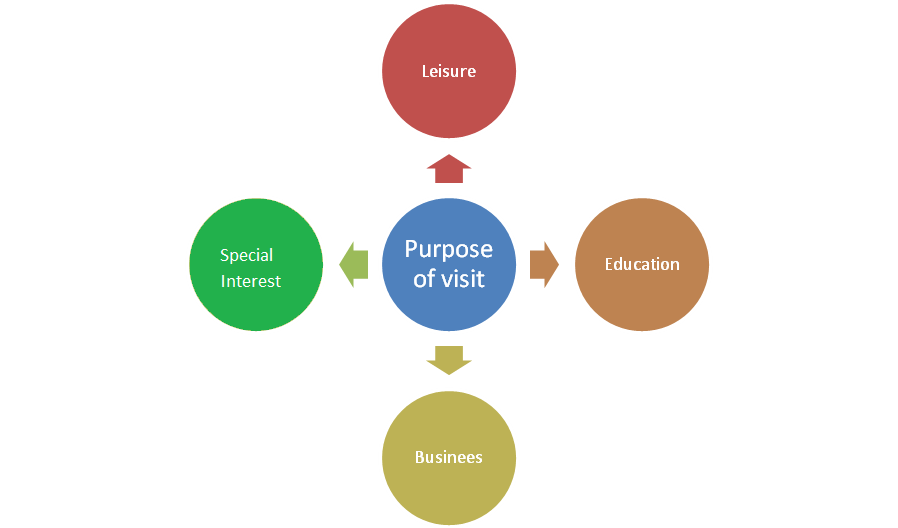 Leisure
Special
Interest
Purpose
of visit
Education
Businees